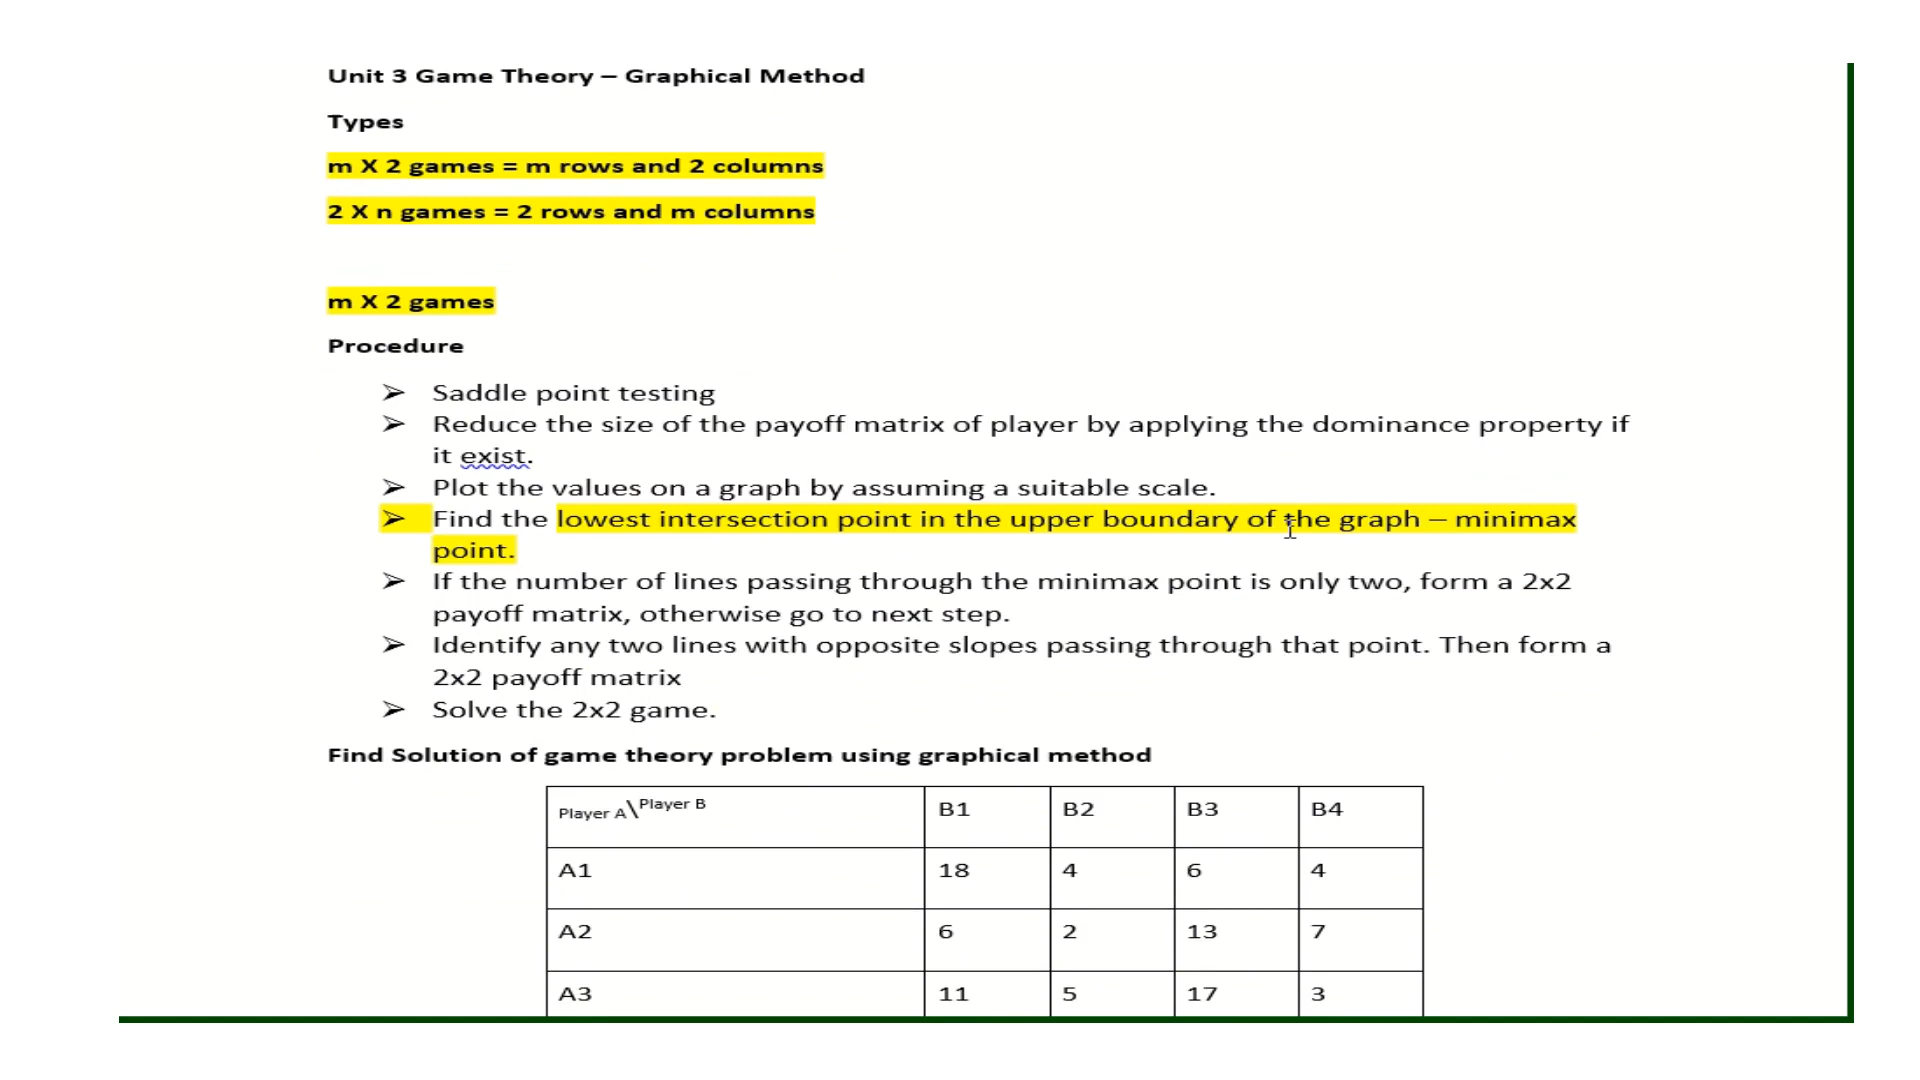 Unit 3 Game Theory – Graphical Method
Types
m X 2 games = m rows and 2 columns
2 X n games = 2 rows and m columns
m X 2 games
Procedure
➢ Saddle point testing
➢ Reduce the size of the payoff matrix of player by applying the dominance property if
it exist.
➢ Plot the values on a graph by assuming a suitable scale.
➢ Find the lowest intersection point in the upper boundary of the graph – minimax
point.
➢ If the number of lines passing through the minimax point is only two, form a 2x2
payoff matrix, otherwise go to next step.
➢ Identify any two lines with opposite slopes passing through that point. Then form a
2x2 payoff matrix
➢ Solve the 2x2 game.
Find Solution of game theory problem using graphical method
Player A\Player B B1 B2 B3 B4
A1 18 4 6 4
A2 6 2 13 7
A3 11 5 17 3